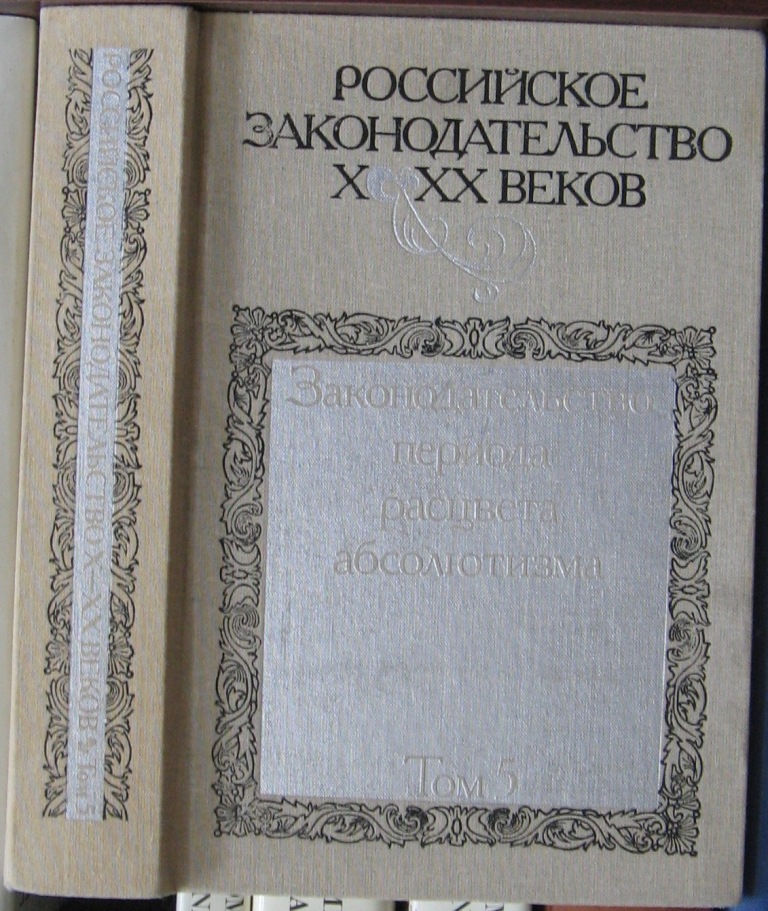 РОССИЙСКОЕ
ЗАКОНОДАТЕЛЬСТВО
X XX ВЕКОВ
Законодательство
периода
расцвета
абсолютизма
Том 5
РОССИЙСКОЕ ЗАКОНОДАТЕЛЬСТВО X—XX ВЕКОВ Том 5